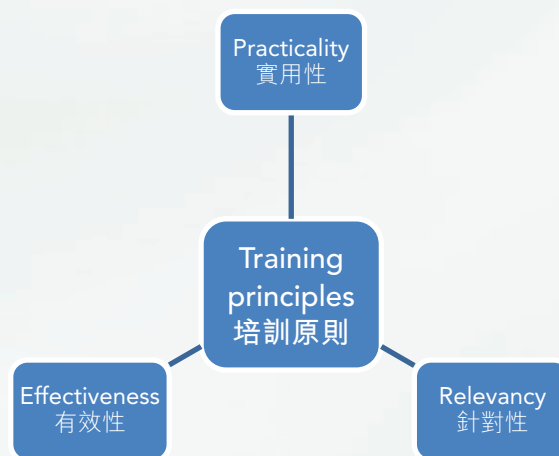 Practicality
實用性
Training
principles
培訓原則
Effectiveness
有效性
Relevancy
針對性